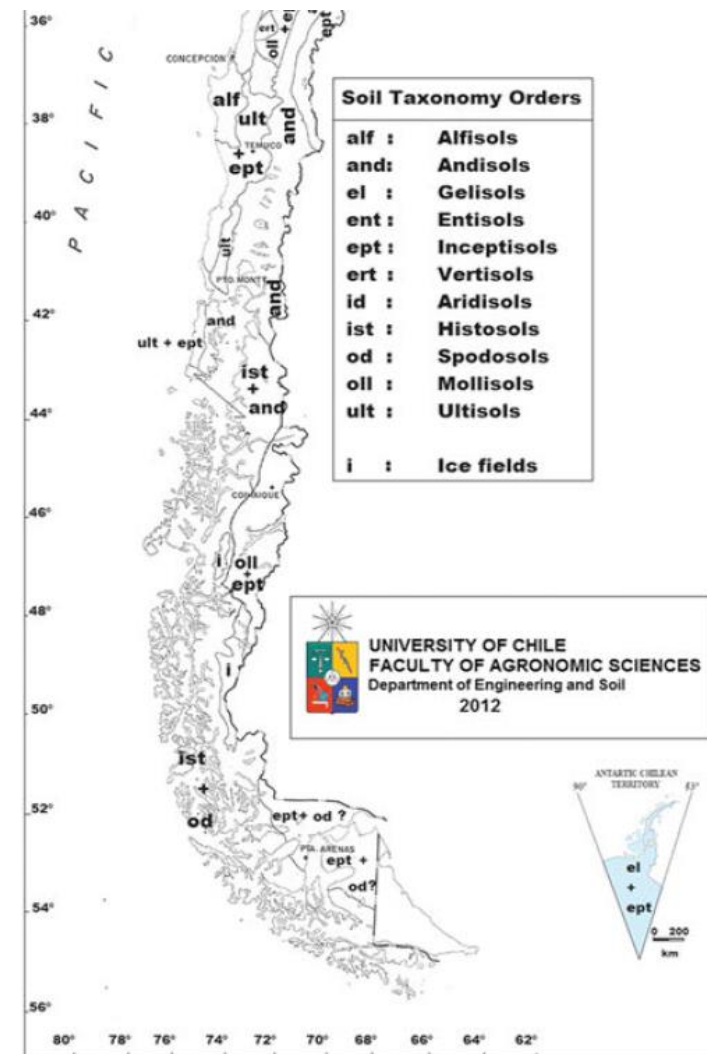 36°
38°
40°
42°
44°
46°
48°
50°
52°
54°
56°
80° 78° 76° 74° 72° 70° 68° 66° 64° 62°
PACIFIC
CONCEPCION
ert
oll
+
ept
alf
ult
and
TEMUCO
+
ept
ult
PTO. MONTT
and
and
ult + ept
ist
+
and
COIHAIQUE
i
oll
+
ept
i
ist
+
od
ept+ od ?
PTA. ARENAS
ept +
od?
Soil Taxonomy Orders
alf : Alfisols
and: Andisols
el : Gelisols
ent : Entisols
ept : Inceptisols
ert : Vertisols
id : Aridisols
ist : Histosols
od : Spodosols
oll : Mollisols
ult : Ultisols
i : Ice fields
UNIVERSITY OF CHILE
FACULTY OF AGRONOMIC SCIENCES
Department of Engineering and Soil
2012
ANTARTIC CHILEAN
TERRITORY
90° 53°
el
+
ept
0 200
km